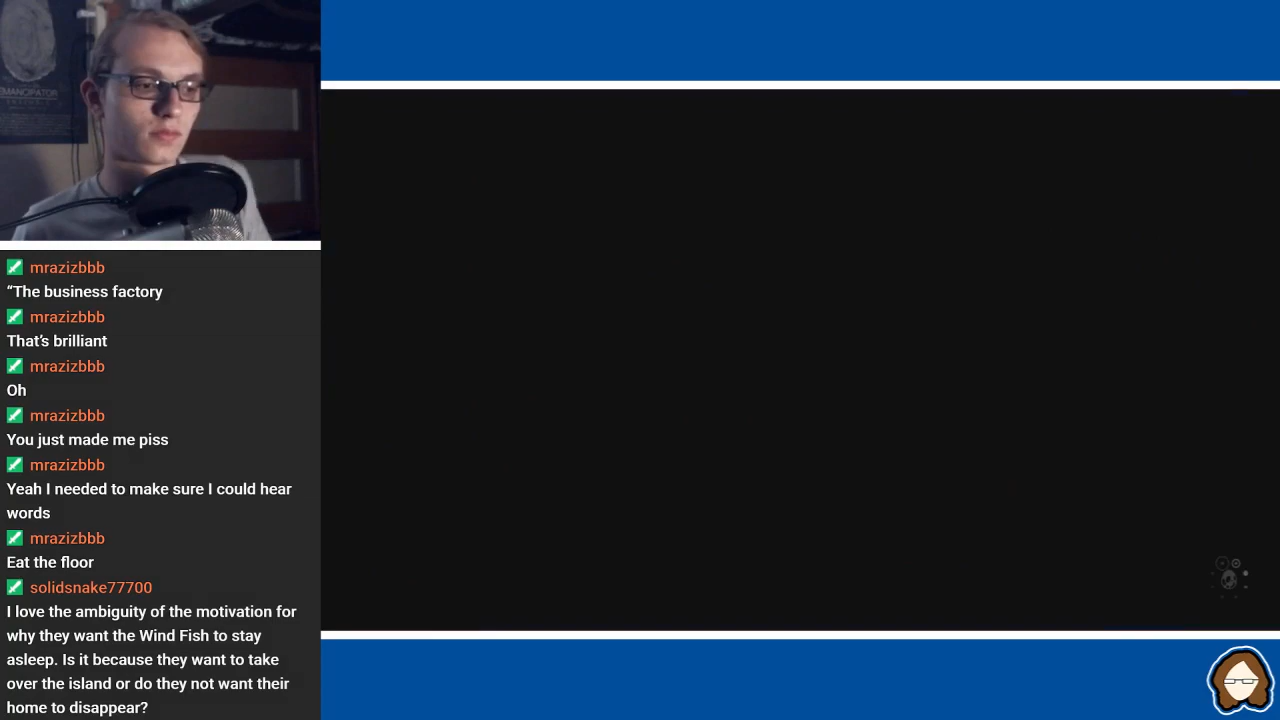 EMANCIPATOR
mrazizbbb
“The business factory
mrazizbbb
That’s brilliant
mrazizbbb
Oh
mrazizbbb
You just made me piss
mrazizbbb
Yeah I needed to make sure I could hear
words
mrazizbbb
Eat the floor
solidsnake77700
I love the ambiguity of the motivation for
why they want the Wind Fish to stay
asleep. Is it because they want to take
over the island or do they not want their
home to disappear?